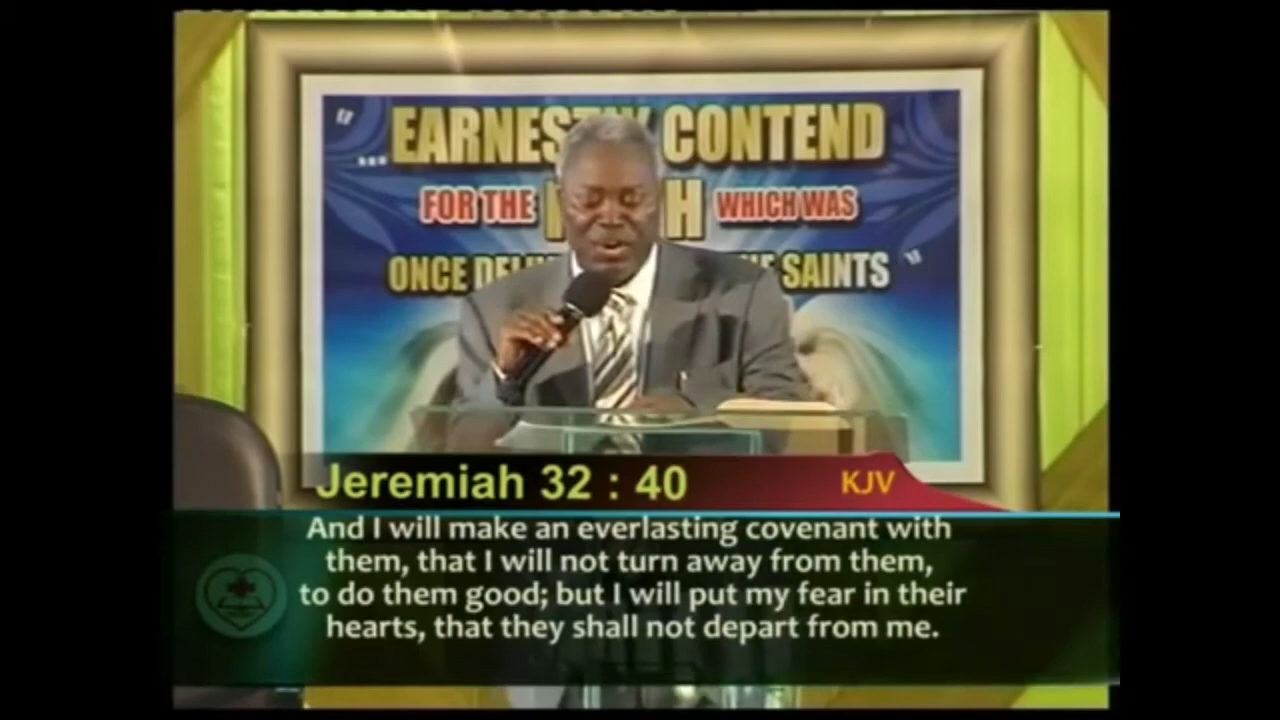 "...EARNES CONTEND
FOR THE H WHICH WAS
ONCE DELI SAINTS"
Jeremiah 32 : 40
KJV
And I will make an everlasting covenant with
them, that I will not turn away from them,
to do them good; but I will put my fear in their
hearts, that they shall not depart from me.